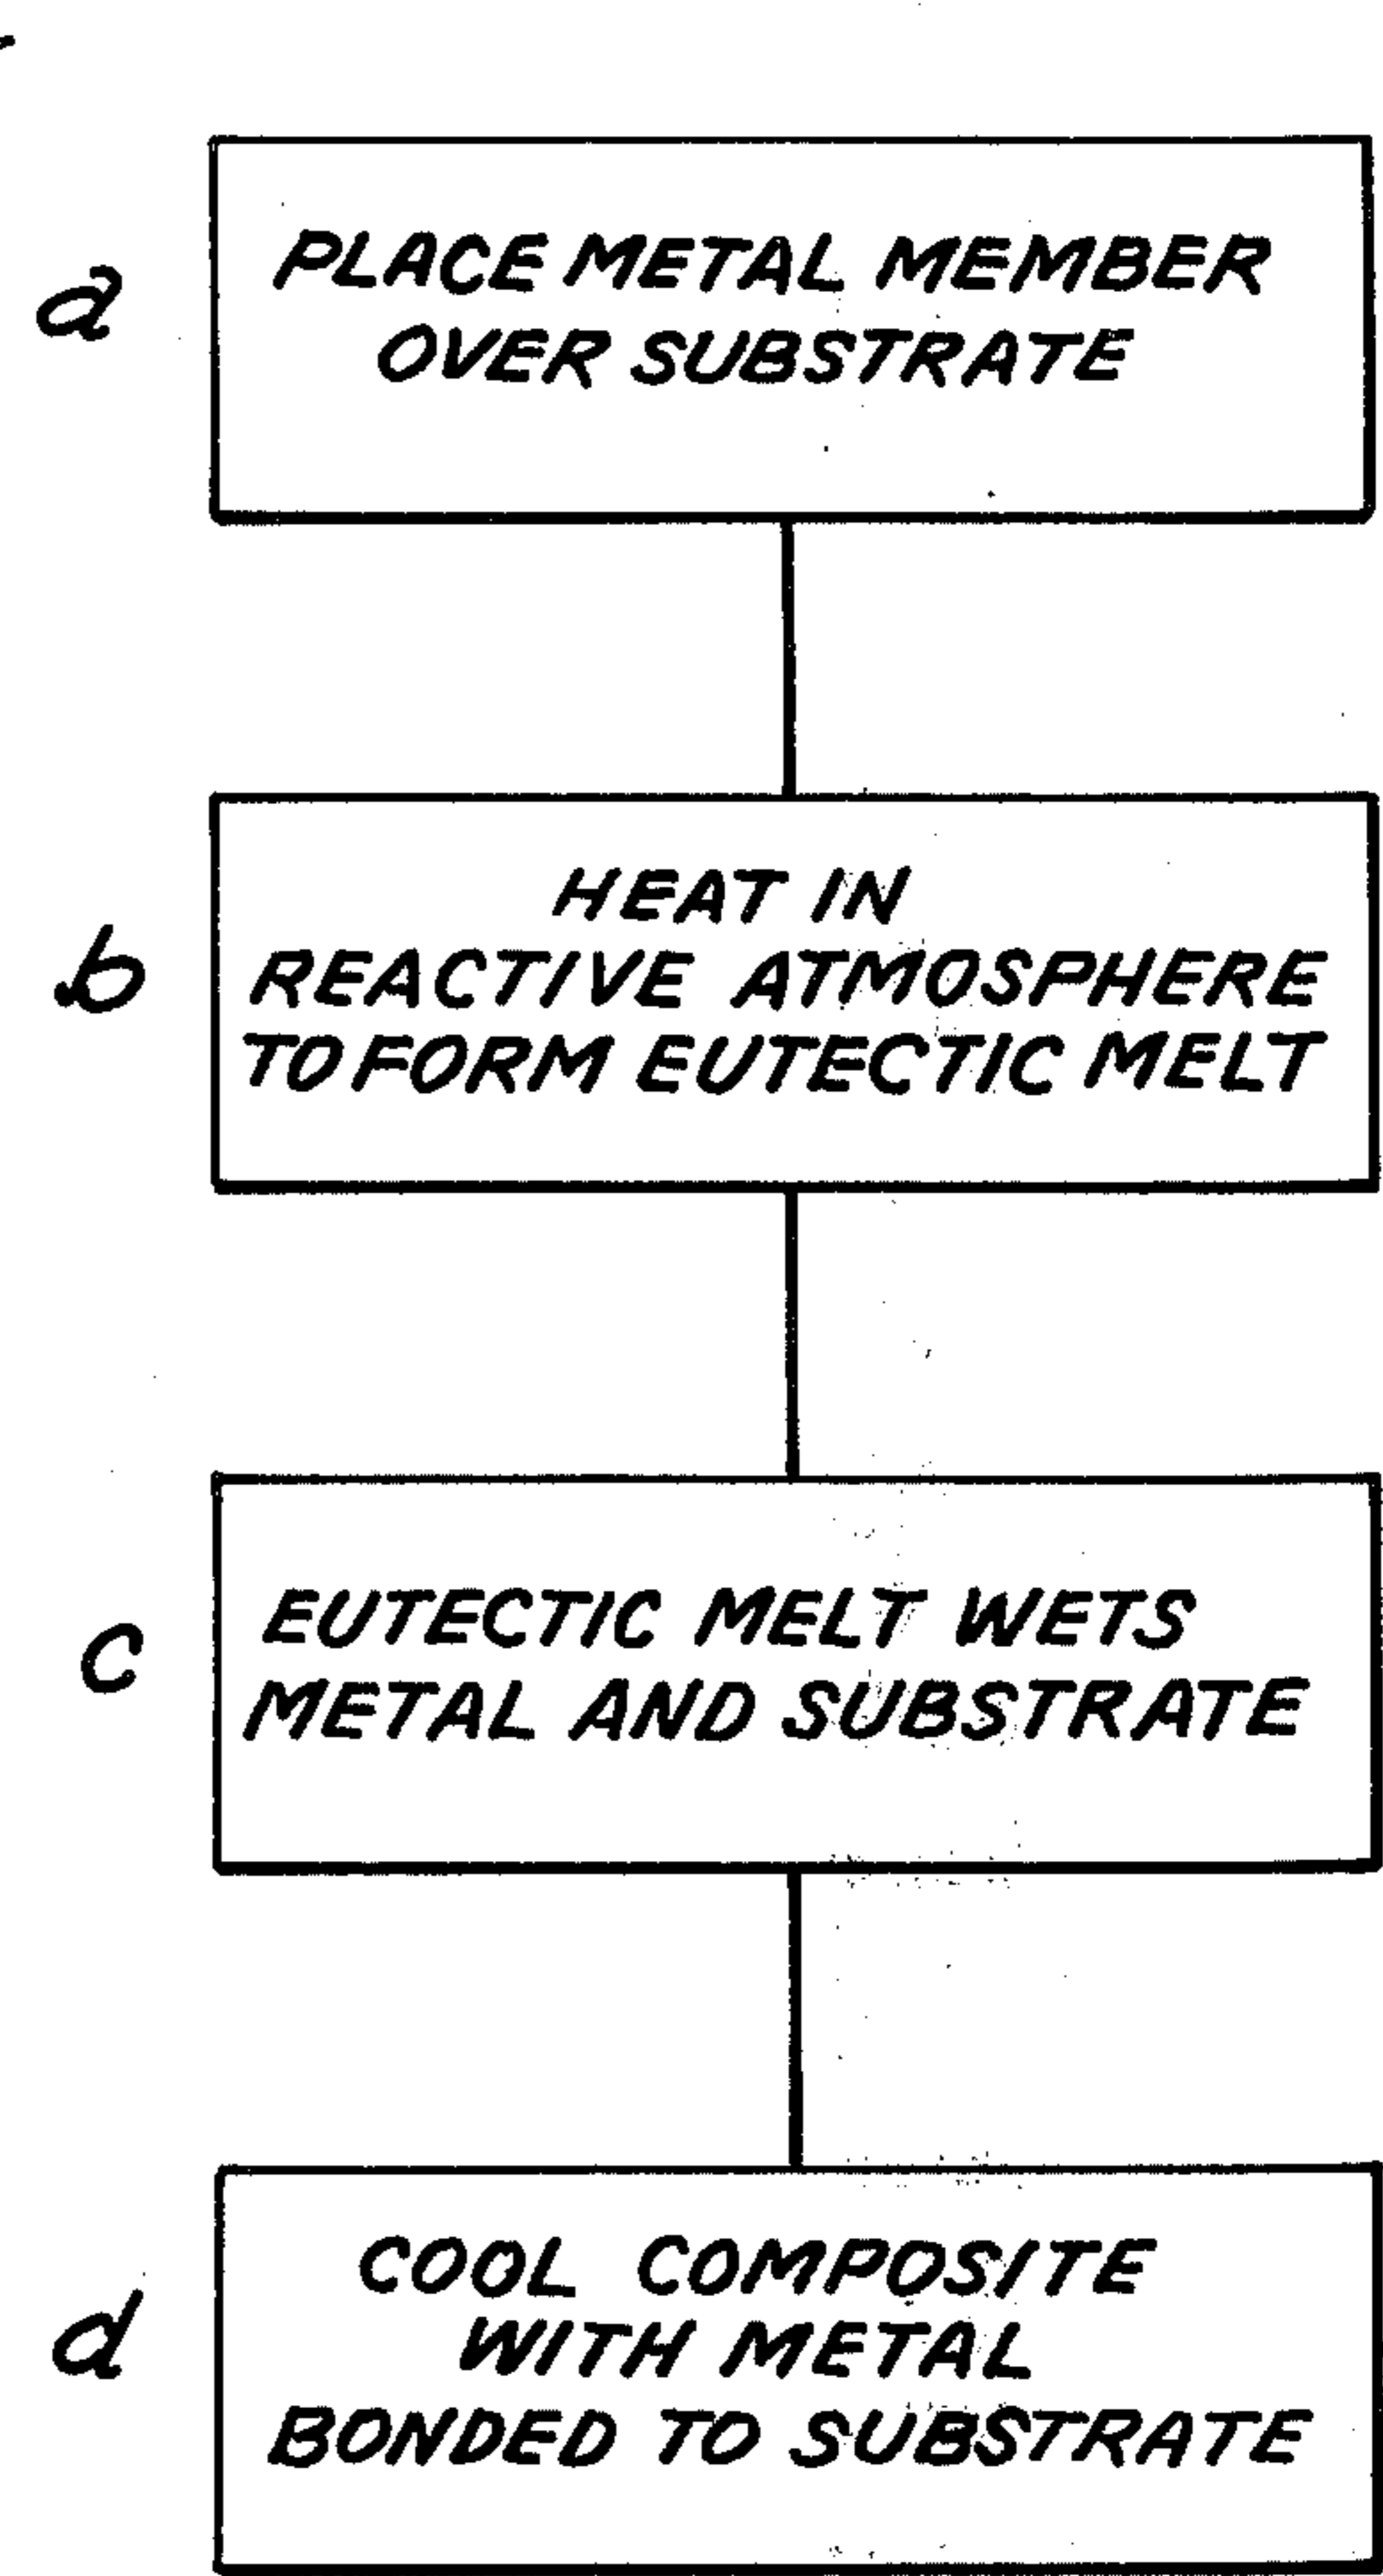 a
PLACE METAL MEMBER
OVER SUBSTRATE
b
HEAT IN
REACTIVE ATMOSPHERE
TO FORM EUTECTIC MELT
c
EUTECTIC MELT WETS
METAL AND SUBSTRATE
d
COOL COMPOSITE
WITH METAL
BONDED TO SUBSTRATE